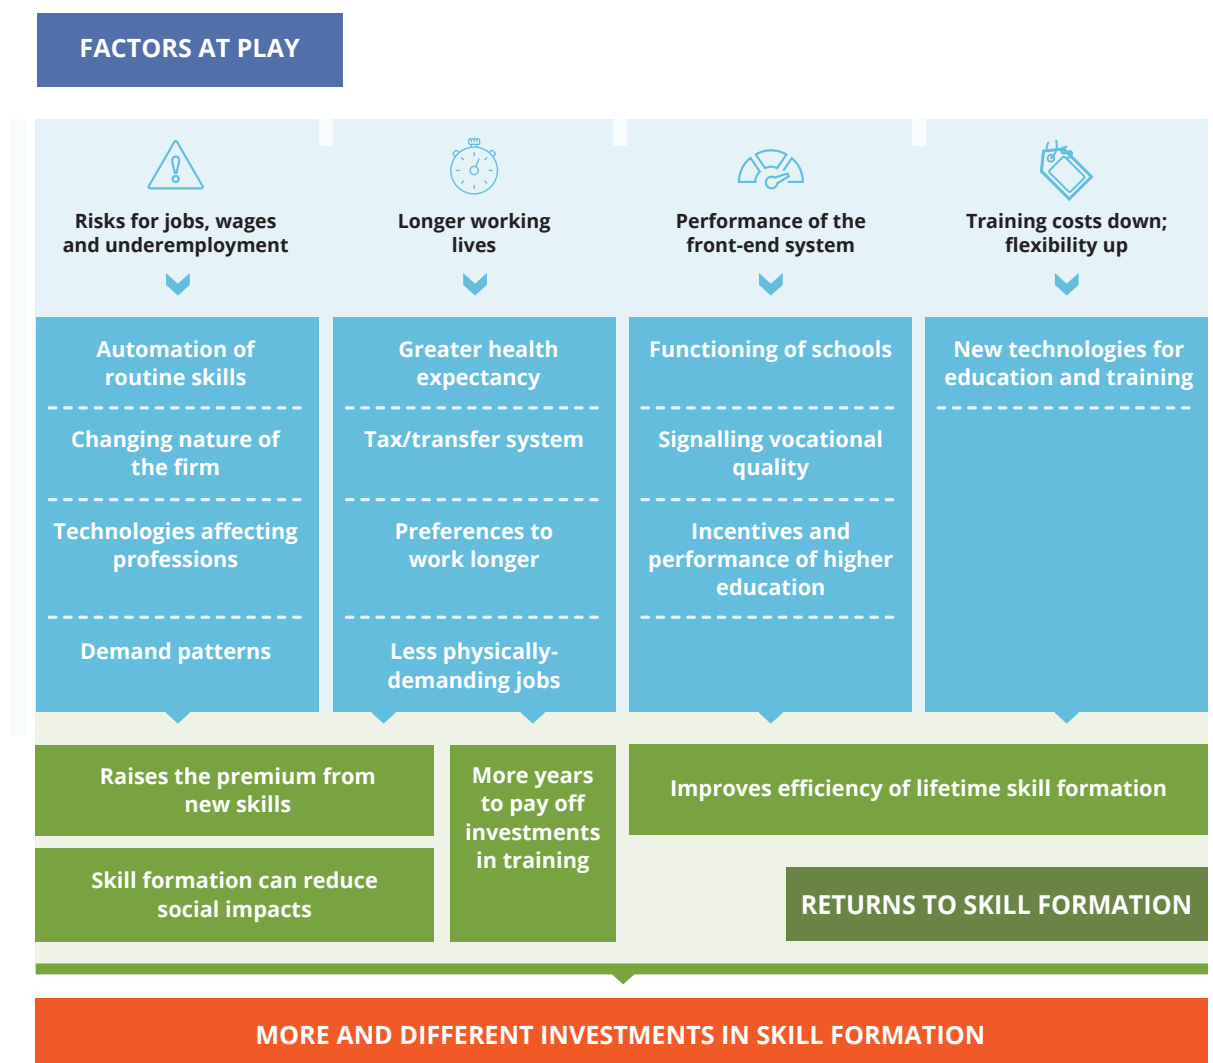 FACTORS AT PLAY
Risks for jobs, wages
and underemployment
Longer working
lives
Performance of the
front-end system
Training costs down;
flexibility up
Automation of
routine skills
Changing nature of
the firm
Technologies affecting
professions
Demand patterns
Greater health
expectancy
Tax/transfer system
Preferences to
work longer
Less physically-
demanding jobs
Functioning of schools
Signalling vocational
quality
Incentives and
performance of higher
education
New technologies for
education and training
Raises the premium from
new skills
Skill formation can reduce
social impacts
More years
to pay off
investments
in training
Improves efficiency of lifetime skill formation
RETURNS TO SKILL FORMATION
MORE AND DIFFERENT INVESTMENTS IN SKILL FORMATION